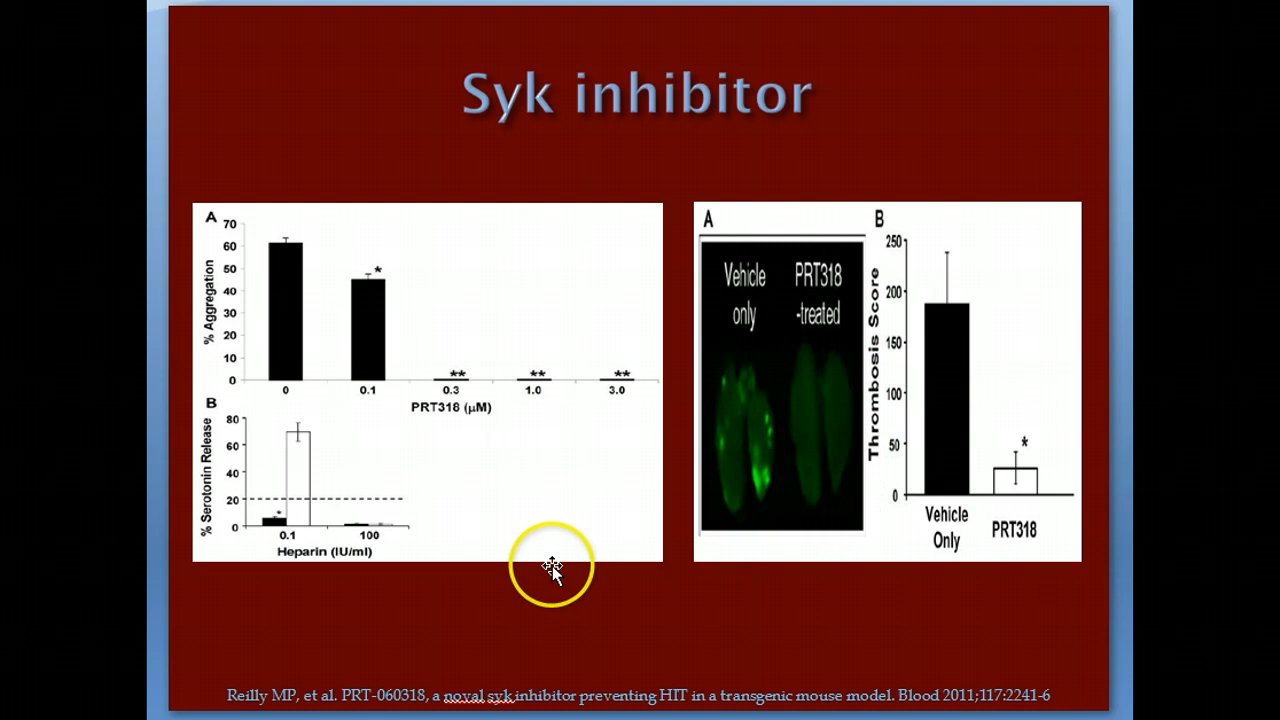 Syk inhibitor
A
70
60
50
40
30
20
10
0
% Aggregation
*
**
**
**
0 0.1 0.3 1.0 3.0
PRT318 (µM)
B
80
60
40
20
0
% Serotonin Release
*
0.1 100
Heparin (IU/ml)
A
Vehicle only
PRT318 -treated
B
250
200
150
100
50
0
Thrombosis Score
*
Vehicle Only
PRT318
Reilly MP, et al. PRT-060318, a noval syk inhibitor preventing HIT in a transgenic mouse model. Blood 2011;117:2241-6